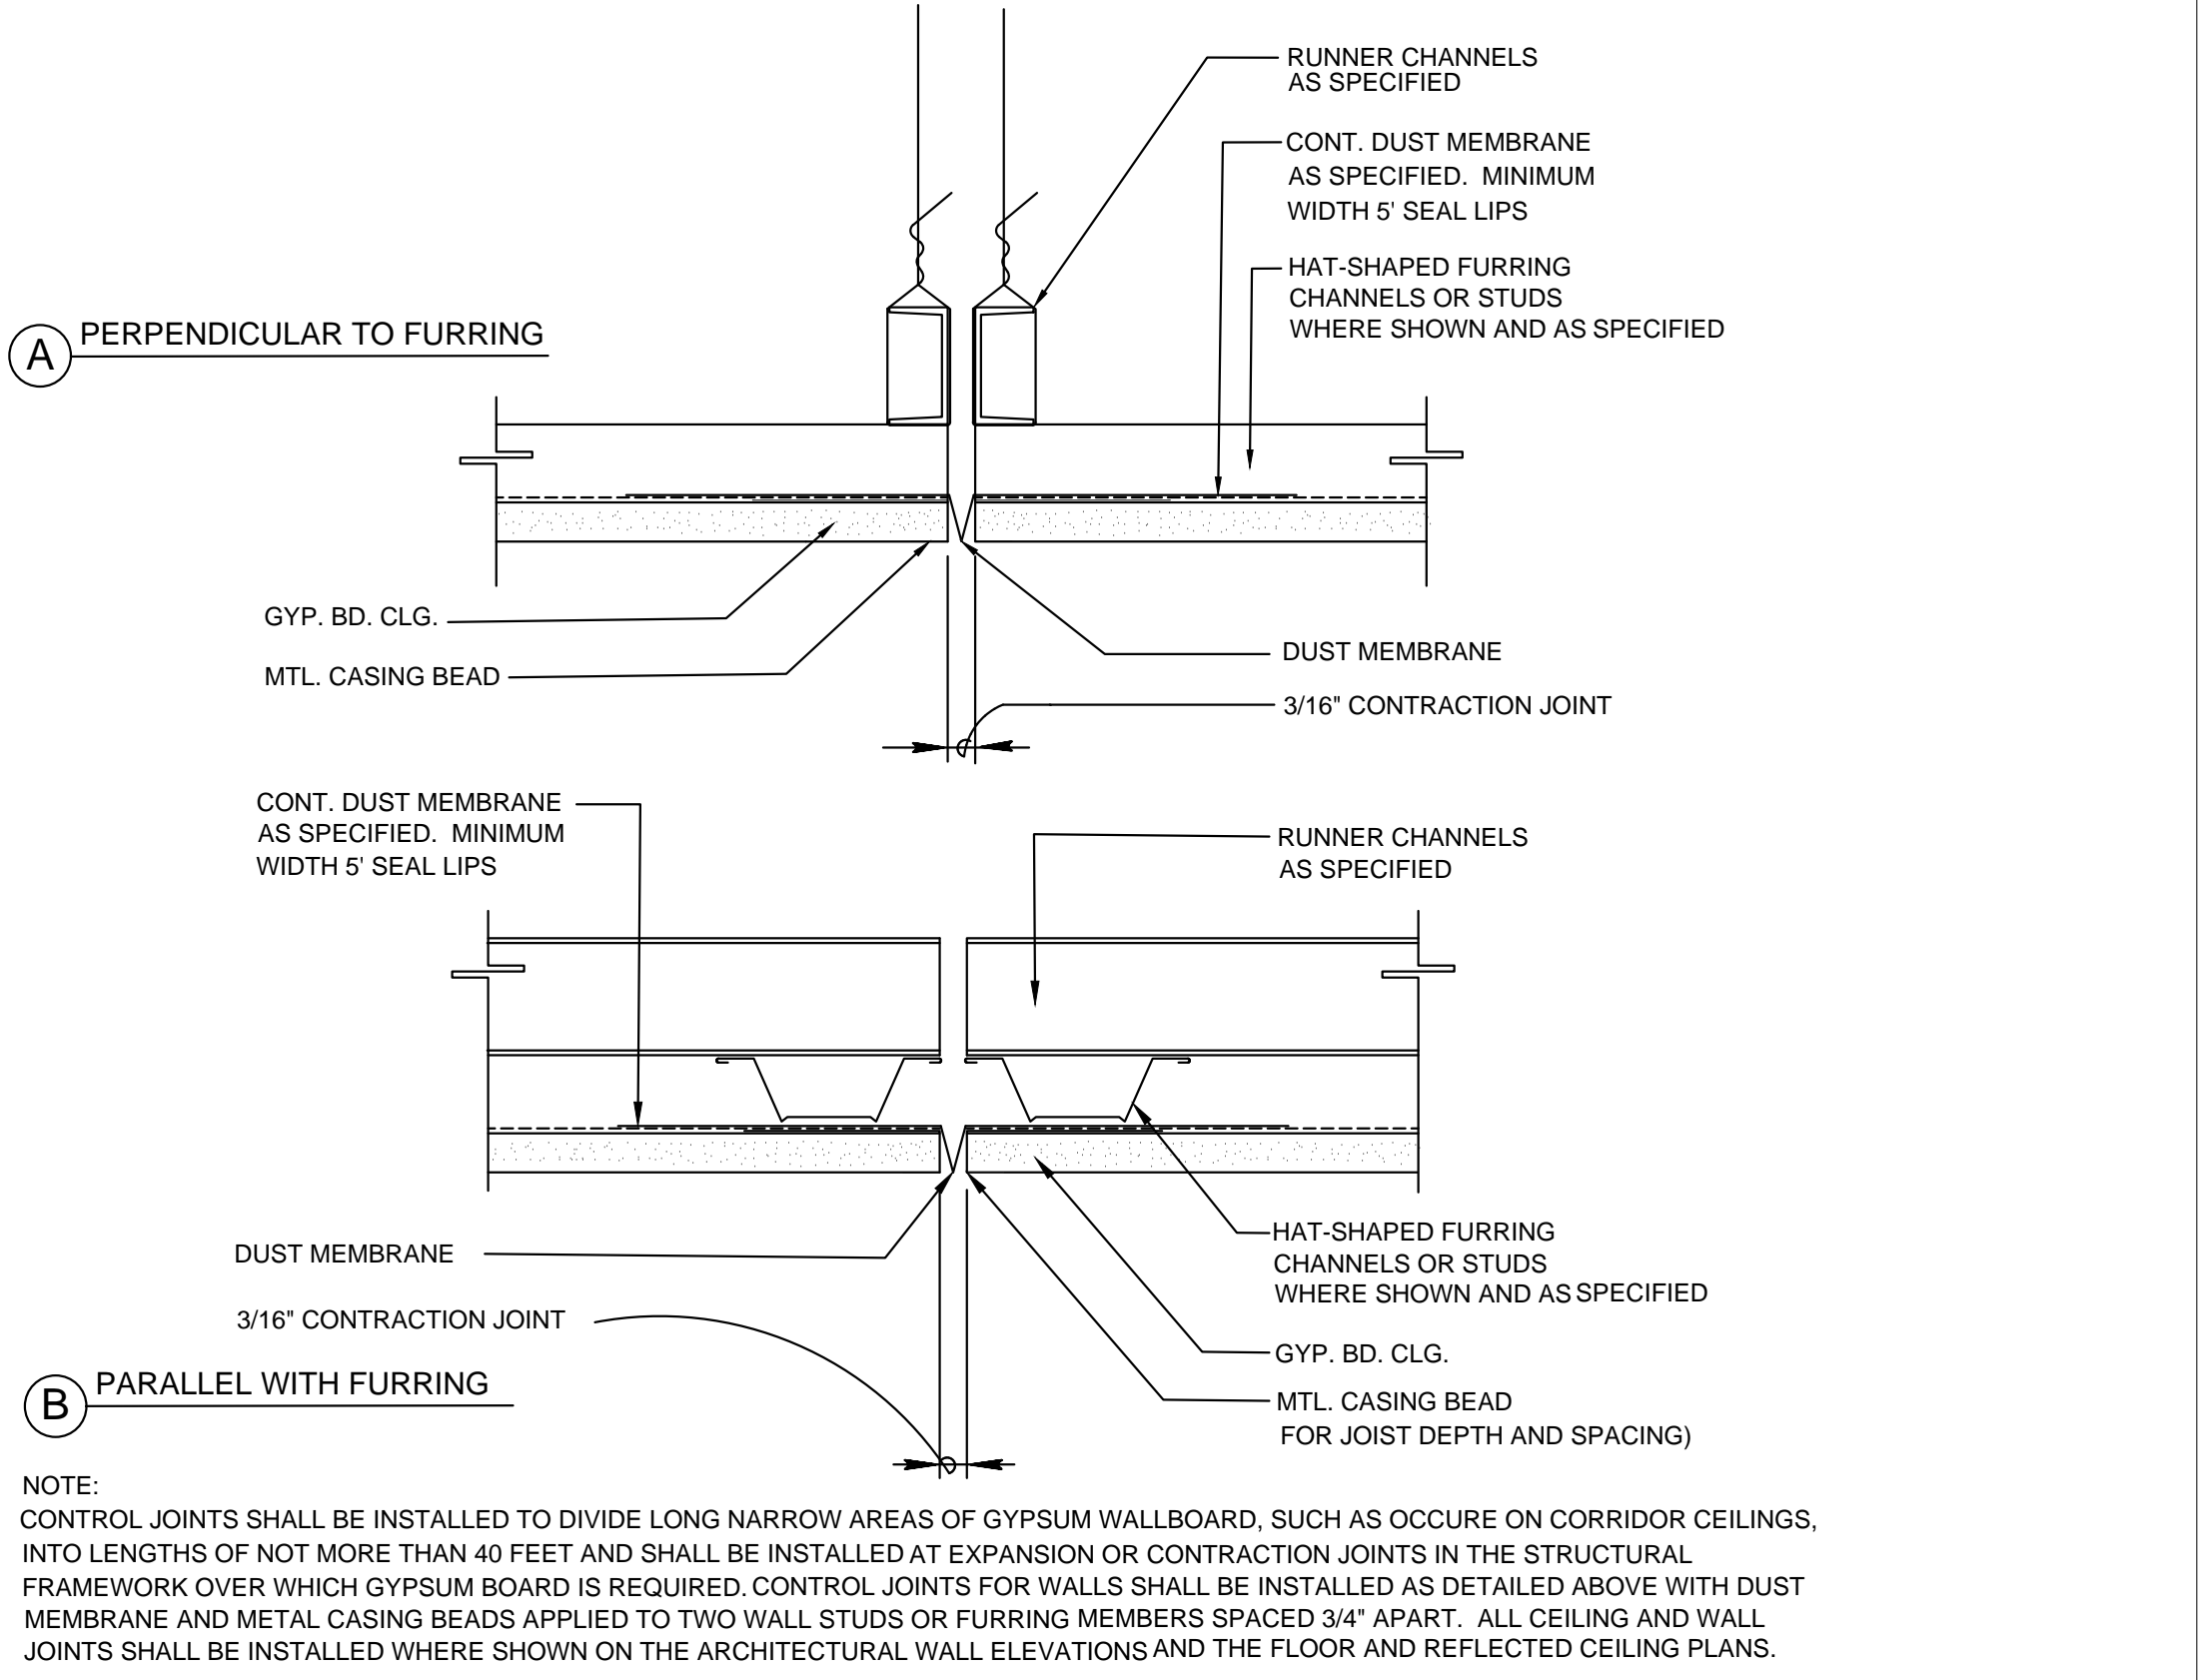 RUNNER CHANNELS
AS SPECIFIED
CONT. DUST MEMBRANE
AS SPECIFIED. MINIMUM
WIDTH 5' SEAL LIPS
HAT-SHAPED FURRING
CHANNELS OR STUDS
WHERE SHOWN AND AS SPECIFIED
A PERPENDICULAR TO FURRING
GYP. BD. CLG.
MTL. CASING BEAD
DUST MEMBRANE
3/16" CONTRACTION JOINT
CONT. DUST MEMBRANE
AS SPECIFIED. MINIMUM
WIDTH 5' SEAL LIPS
RUNNER CHANNELS
AS SPECIFIED
DUST MEMBRANE
3/16" CONTRACTION JOINT
HAT-SHAPED FURRING
CHANNELS OR STUDS
WHERE SHOWN AND AS SPECIFIED
GYP. BD. CLG.
MTL. CASING BEAD
FOR JOIST DEPTH AND SPACING)
B PARALLEL WITH FURRING
NOTE:
CONTROL JOINTS SHALL BE INSTALLED TO DIVIDE LONG NARROW AREAS OF GYPSUM WALLBOARD, SUCH AS OCCURE ON CORRIDOR CEILINGS,
INTO LENGTHS OF NOT MORE THAN 40 FEET AND SHALL BE INSTALLED AT EXPANSION OR CONTRACTION JOINTS IN THE STRUCTURAL
FRAMEWORK OVER WHICH GYPSUM BOARD IS REQUIRED. CONTROL JOINTS FOR WALLS SHALL BE INSTALLED AS DETAILED ABOVE WITH DUST
MEMBRANE AND METAL CASING BEADS APPLIED TO TWO WALL STUDS OR FURRING MEMBERS SPACED 3/4" APART. ALL CEILING AND WALL
JOINTS SHALL BE INSTALLED WHERE SHOWN ON THE ARCHITECTURAL WALL ELEVATIONS AND THE FLOOR AND REFLECTED CEILING PLANS.